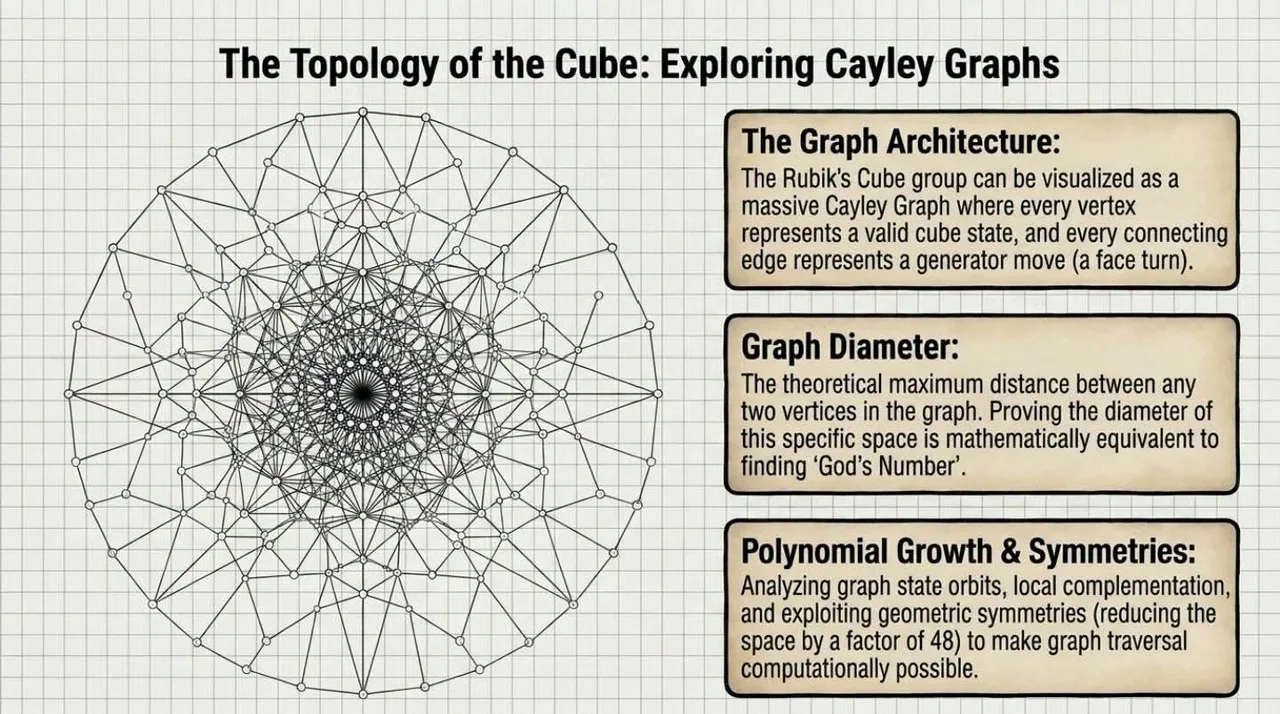 The Topology of the Cube: Exploring Cayley Graphs
The Graph Architecture:
The Rubik's Cube group can be visualized as a
massive Cayley Graph where every vertex
represents a valid cube state, and every connecting
edge represents a generator move (a face turn).
Graph Diameter:
The theoretical maximum distance between any
two vertices in the graph. Proving the diameter of
this specific space is mathematically equivalent to
finding ‘God's Number’.
Polynomial Growth & Symmetries:
Analyzing graph state orbits, local complementation,
and exploiting geometric symmetries (reducing the
space by a factor of 48) to make graph traversal
computationally possible.